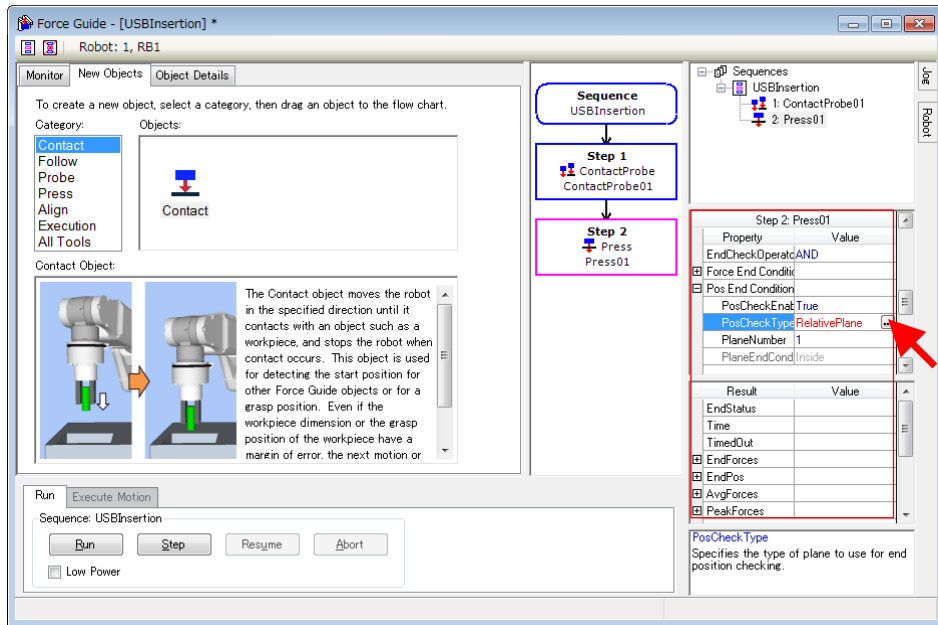 Force Guide - [USBInsertion] *
Robot: 1, RB1
Monitor New Objects Object Details
To create a new object, select a category, then drag an object to the flow chart.
Category: Objects:
Contact
Follow
Probe
Press
Align
Execution
All Tools
Contact
Contact Object:
The Contact object moves the robot
in the specified direction until it
contacts with an object such as a
workpiece, and stops the robot when
contact occurs. This object is used
for detecting the start position for
other Force Guide objects or for a
grasp position. Even if the
workpiece dimension or the grasp
position of the workpiece have a
margin of error, the next motion or
Run Execute Motion
Sequence: USBInsertion
Run Step Resume Abort
Low Power
Sequence
USBInsertion
Step 1
ContactProbe
ContactProbe01
Step 2
Press
Press01
Sequences
USBInsertion
1: ContactProbe01
2: Press01
Jog
Robot
Step 2: Press01
Property Value
EndCheckOperato AND
Force End Conditio
Pos End Condition
PosCheckEnab True
PosCheckType RelativePlane ...
PlaneNumber 1
PlaneEndCond Inside
Result Value
EndStatus
Time
TimedOut
EndForces
EndPos
AvgForces
PeakForces
PosCheckType
Specifies the type of plane to use for end
position checking.